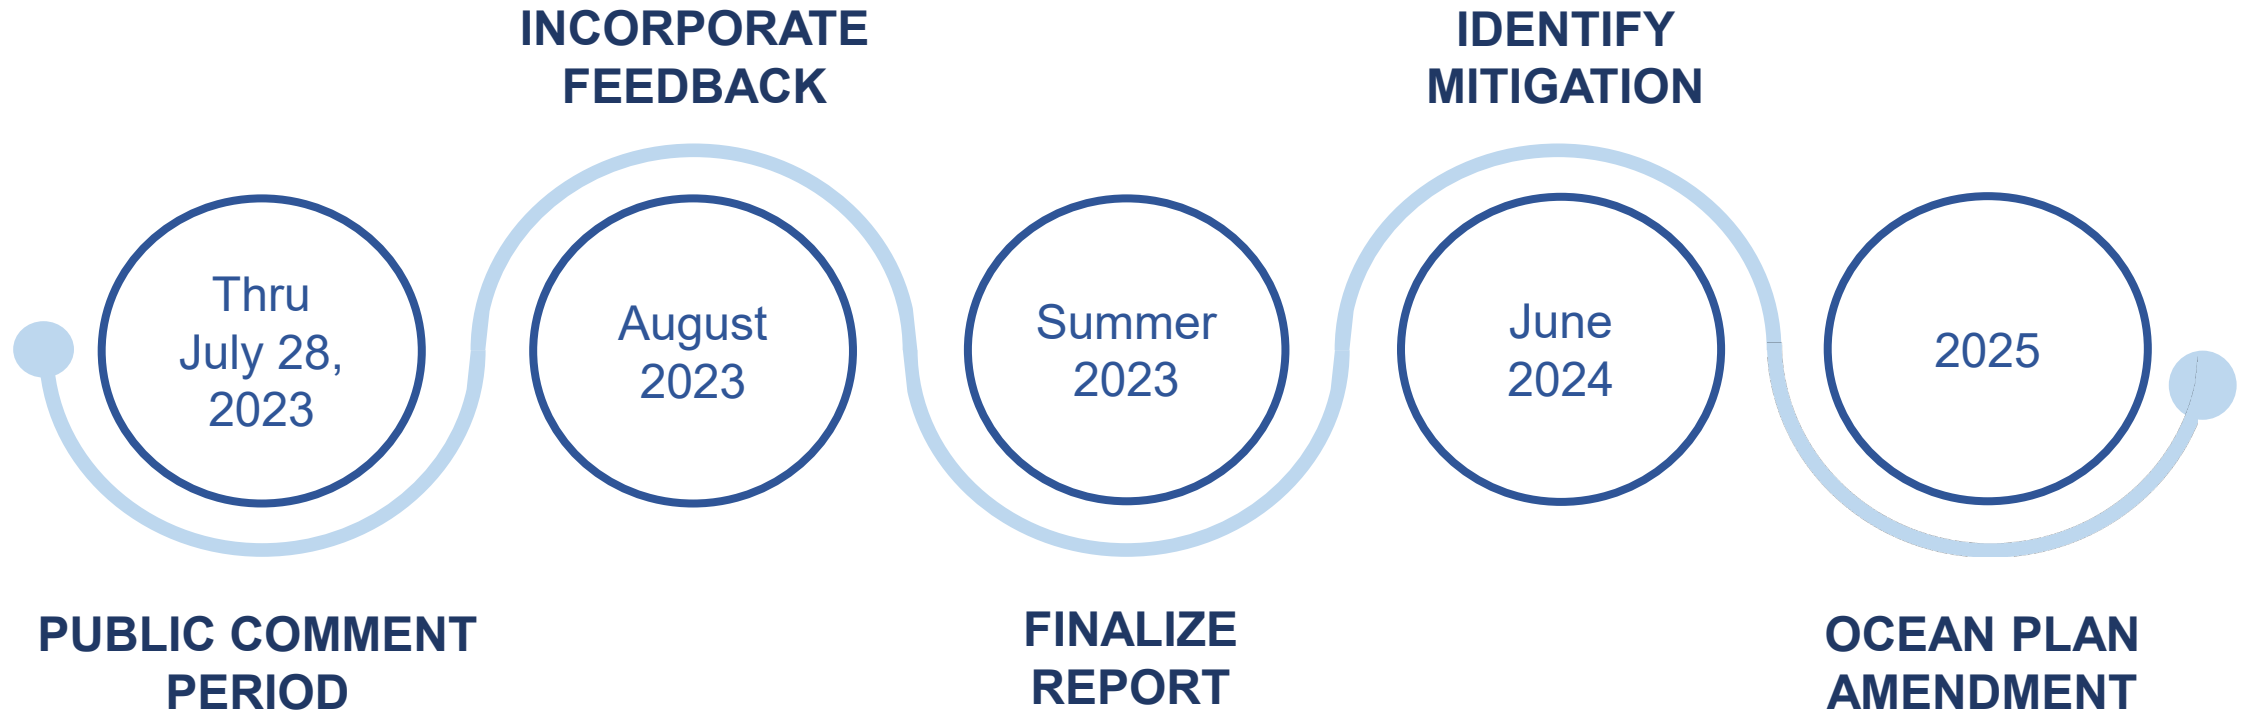 INCORPORATE
FEEDBACK
IDENTIFY
MITIGATION
Thru
July 28,
2023
August
2023
Summer
2023
June
2024
2025
PUBLIC COMMENT
PERIOD
FINALIZE
REPORT
OCEAN PLAN
AMENDMENT